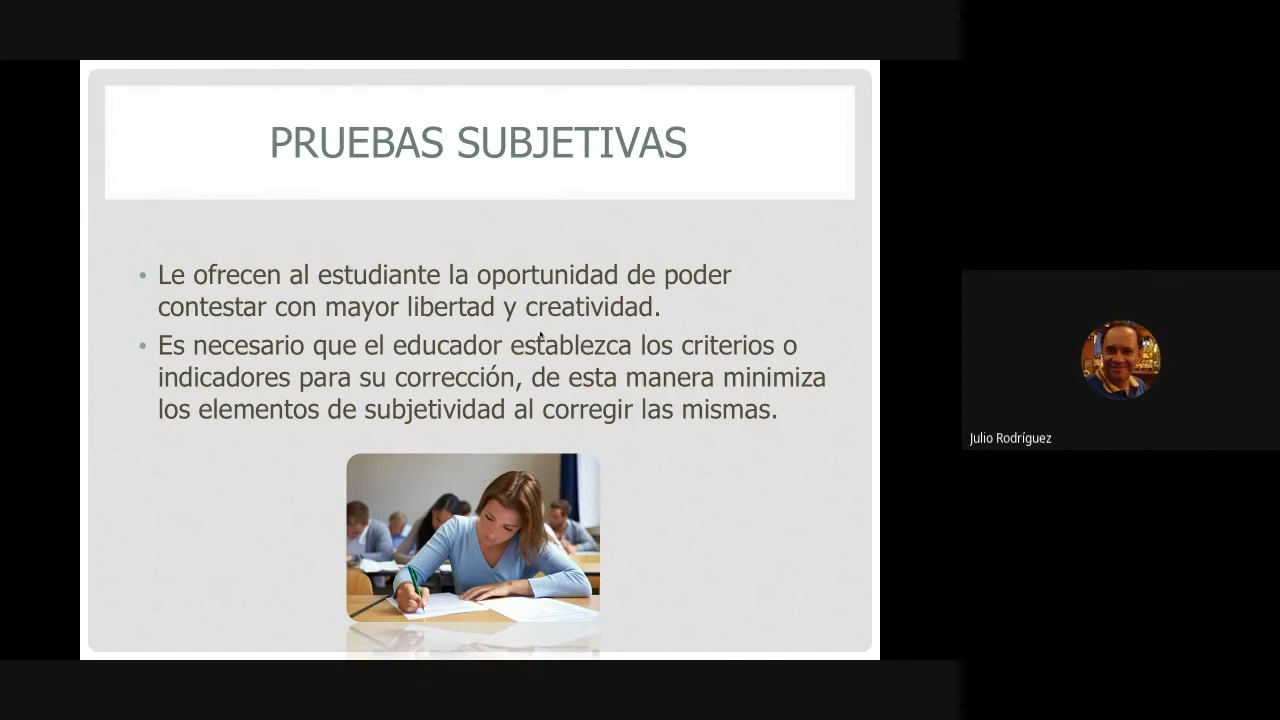 PRUEBAS SUBJETIVAS
• Le ofrecen al estudiante la oportunidad de poder
contestar con mayor libertad y creatividad.
• Es necesario que el educador establezca los criterios o
indicadores para su corrección, de esta manera minimiza
los elementos de subjetividad al corregir las mismas.
Julio Rodríguez